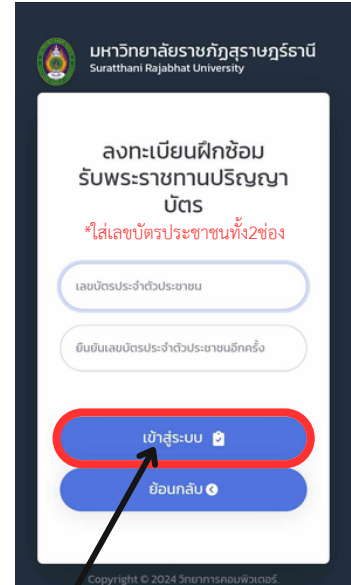 มหาวิทยาลัยราชภัฏสุราษฎร์ธานี
Suratthani Rajabhat University
ลงทะเบียนฝึกซ้อม
รับพระราชทานปริญญา
บัตร
*ใส่เลขบัตรประชาชนทั้ง2ช่อง
เลขบัตรประจำตัวประชาชน
ยืนยันเลขบัตรประจำตัวประชาชนอีกครั้ง
เข้าสู่ระบบ
ย้อนกลับ
Copyright © 2024 วิทยาการคอมพิวเตอร์